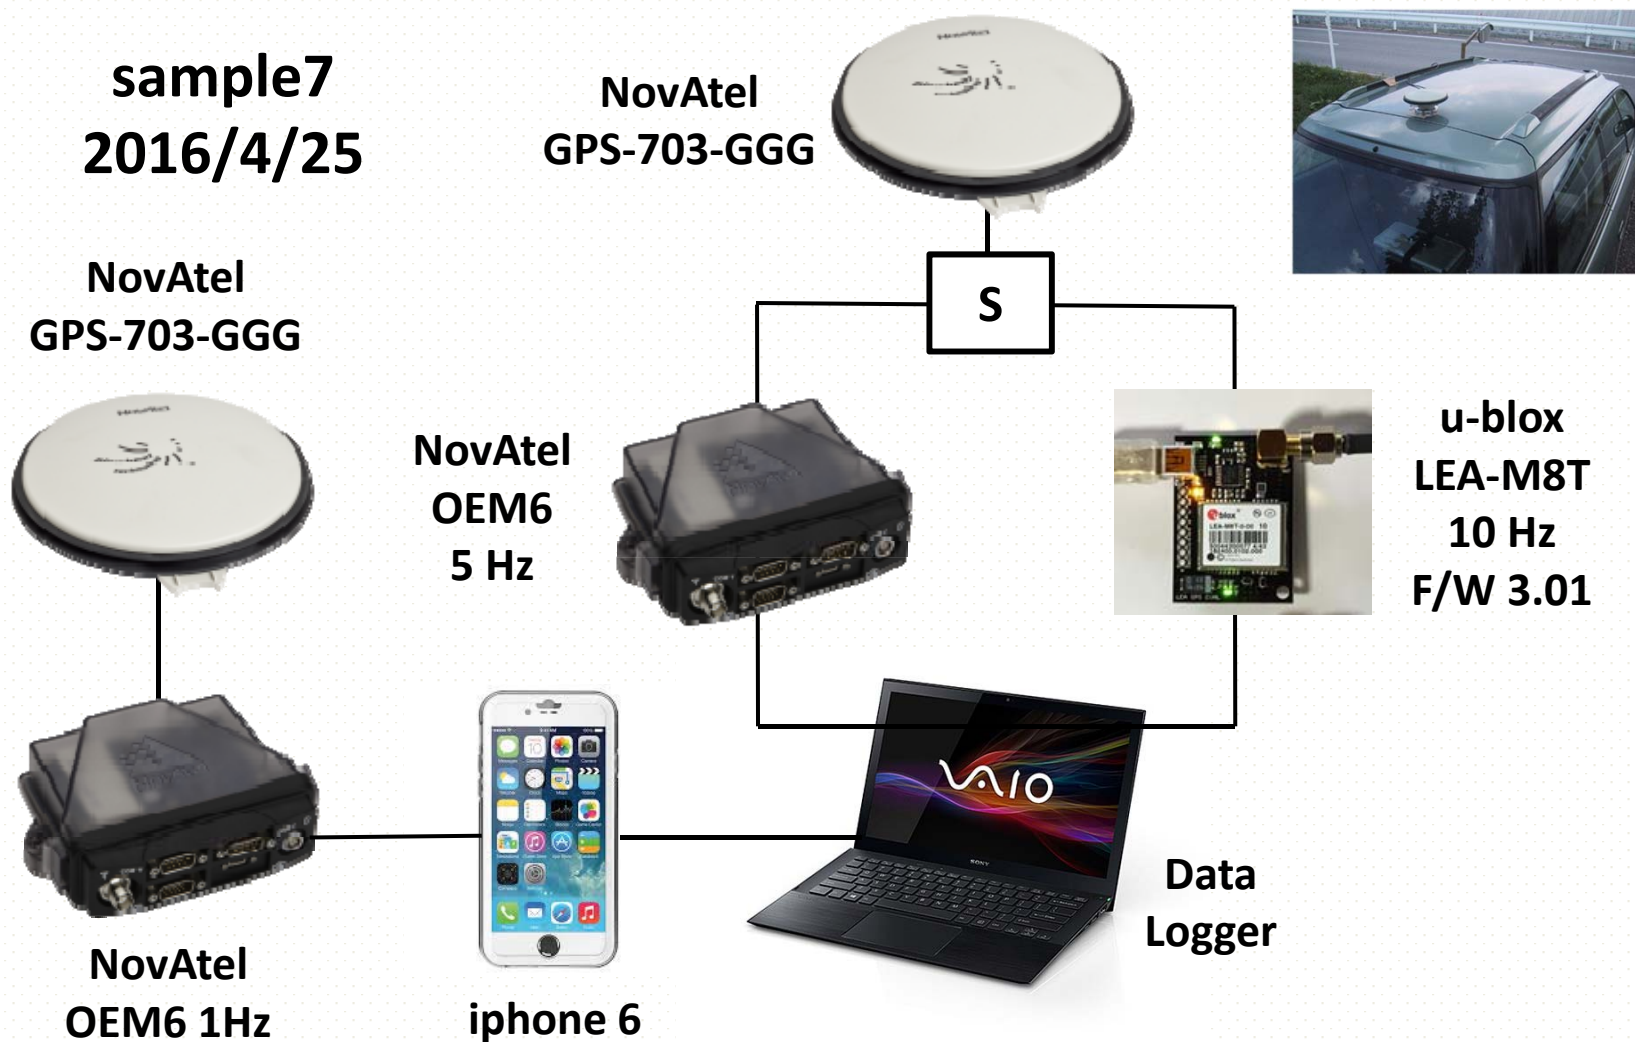 sample7
2016/4/25
NovAtel
GPS-703-GGG
NovAtel
GPS-703-GGG
S
NovAtel
OEM6
5 Hz
u-blox
LEA-M8T
10 Hz
F/W 3.01
VAIO
SONY
Data
Logger
NovAtel
OEM6 1Hz
iphone 6